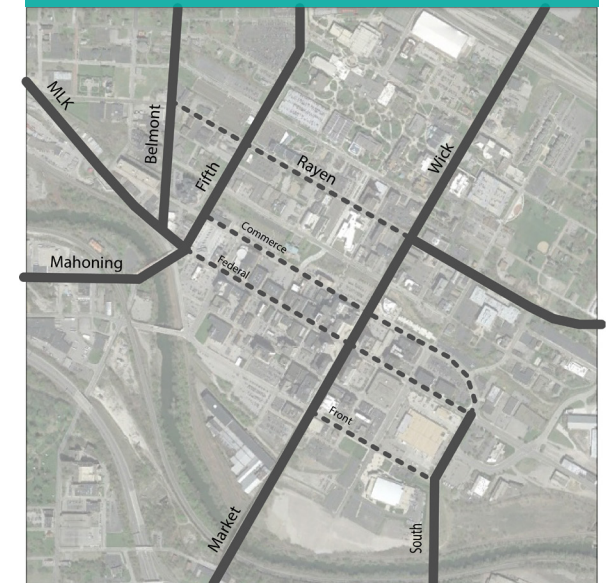 MLK
Belmont
Fifth
Rayen
Wick
Commerce
Federal
Mahoning
Front
Market
South